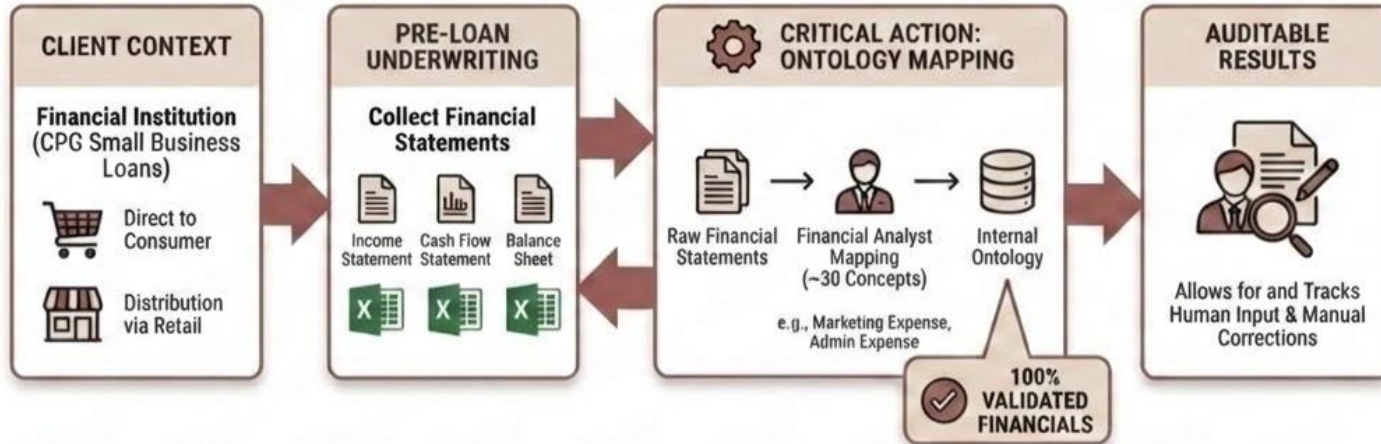 CLIENT CONTEXT
Financial Institution
(CPG Small Business
Loans)
Direct to
Consumer
Distribution
via Retail
PRE-LOAN
UNDERWRITING
Collect Financial
Statements
Income
Statement
Cash Flow
Statement
Balance
Sheet
X
X
X
CRITICAL ACTION:
ONTOLOGY MAPPING
Raw Financial
Statements
Financial Analyst
Mapping
(~30 Concepts)
e.g., Marketing Expense,
Admin Expense
Internal
Ontology
100%
VALIDATED
FINANCIALS
AUDITABLE
RESULTS
Allows for and Tracks
Human Input & Manual
Corrections